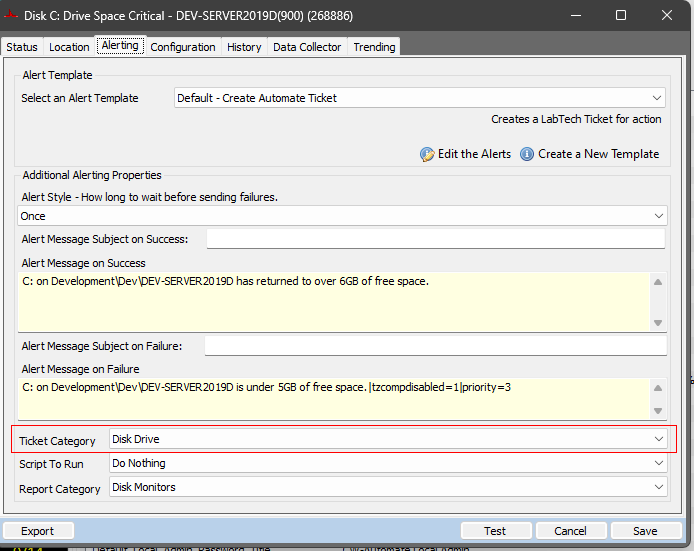 Disk C: Drive Space Critical - DEV-SERVER2019D(900) (268886)
Status Location Alerting Configuration History Data Collector Trending
Alert Template
Select an Alert Template Default - Create Automate Ticket
Creates a LabTech Ticket for action
Edit the Alerts Create a New Template
Additional Alerting Properties
Alert Style - How long to wait before sending failures.
Once
Alert Message Subject on Success:
Alert Message on Success
C: on Development\Dev\DEV-SERVER2019D has returned to over 6GB of free space.
Alert Message Subject on Failure:
Alert Message on Failure
C: on Development\Dev\DEV-SERVER2019D is under 5GB of free space.|tzcompdisabled=1|priority=3
Ticket Category Disk Drive
Script To Run Do Nothing
Report Category Disk Monitors
Export Test Cancel Save